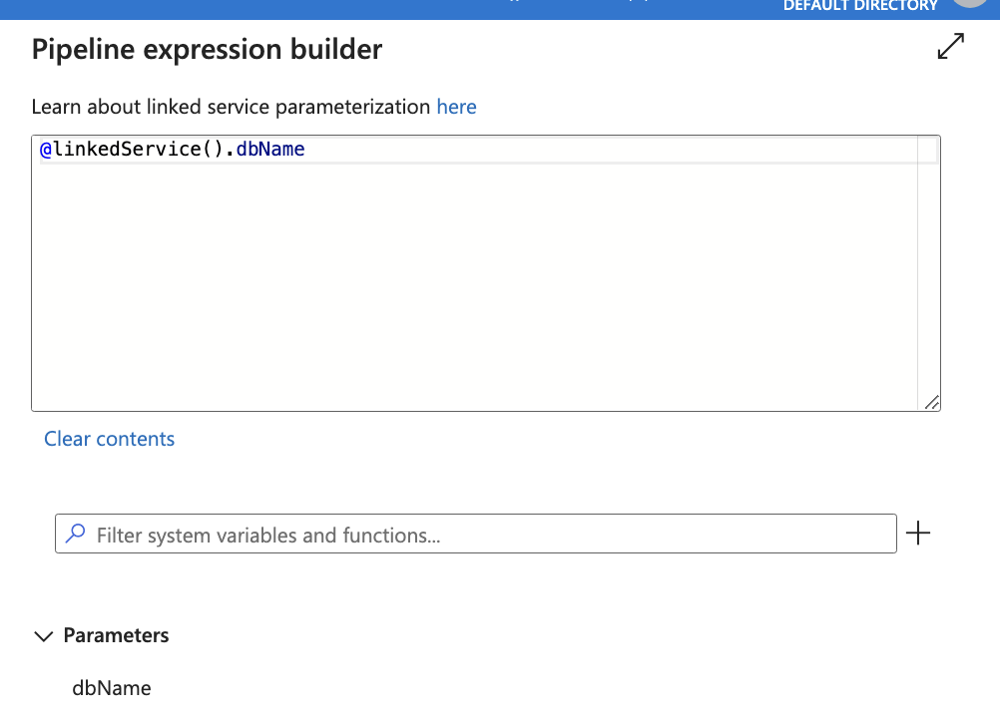 DEFAULT DIRECTORY
Pipeline expression builder
Learn about linked service parameterization here
@linkedService().dbName
Clear contents
Filter system variables and functions...
Parameters
dbName